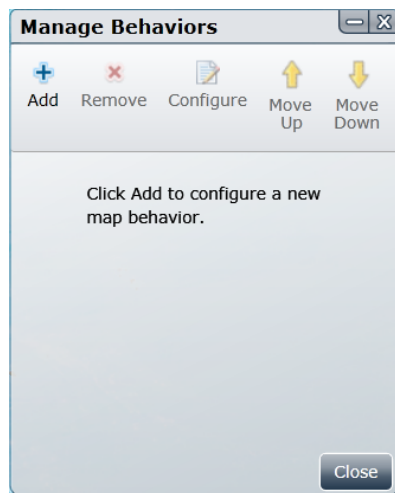 Manage Behaviors
Add Remove Configure Move Up Move Down
Click Add to configure a new
map behavior.
Close